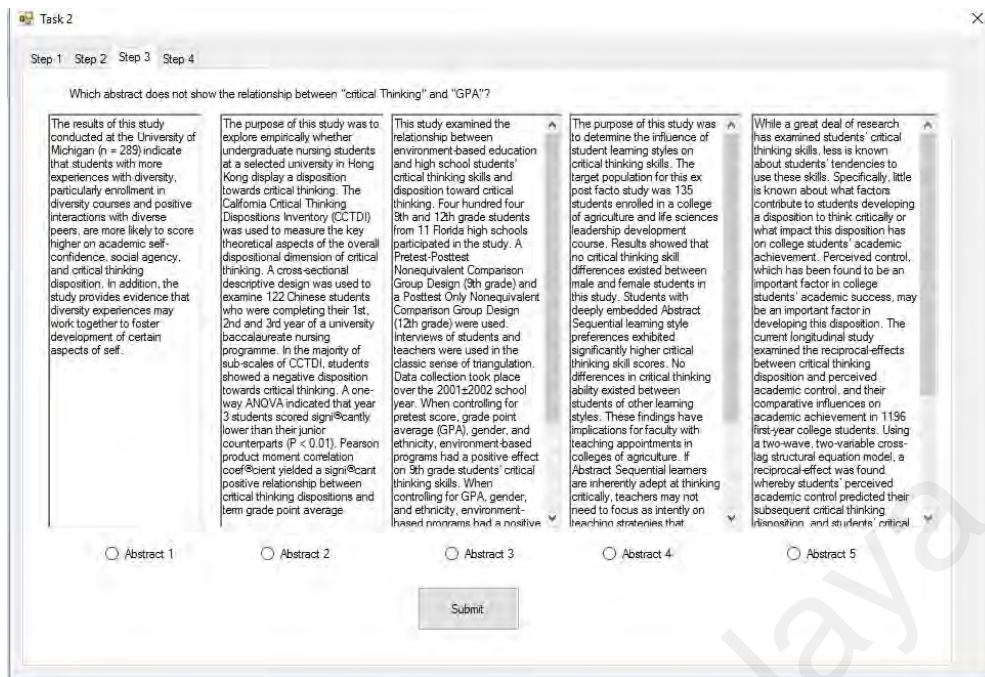 Task 2
Step 1 Step 2 Step 3 Step 4
Which abstract does not show the relationship between "critical Thinking" and "GPA"?
The results of this study
conducted at the University of
Michigan (n = 289) indicate
that students with more
experiences with diversity,
particularly enrollment in
diversity courses and positive
interactions with diverse
peers, are more likely to score
higher on academic self-
confidence, social agency,
and critical thinking
disposition. In addition, the
study provides evidence that
diversity experiences may
work together to foster
development of certain
aspects of self.
The purpose of this study was to
explore empirically whether
undergraduate nursing students
at a selected university in Hong
Kong display a disposition
towards critical thinking. The
California Critical Thinking
Dispositions Inventory (CCTDI)
was used to measure the key
theoretical aspects of the overall
dispositional dimension of critical
thinking. A cross-sectional
descriptive design was used to
examine 122 Chinese students
who were completing their 1st,
2nd and 3rd year of a university
baccalaureate nursing
programme. In the majority of
sub-scales of CCTDI, students
showed a negative disposition
towards critical thinking. A one-
way ANOVA indicated that year
3 students scored signi®cantly
lower than their junior
counterparts (P < 0.01). Pearson
product moment correlation
coef®cient yielded a signi®cant
positive relationship between
critical thinking dispositions and
term grade point average
This study examined the
relationship between
environment-based education
and high school students'
critical thinking skills and
disposition toward critical
thinking. Four hundred four
9th and 12th grade students
from 11 Florida high schools
participated in the study. A
Pretest-Posttest
Nonequivalent Comparison
Group Design (9th grade) and
a Posttest Only Nonequivalent
Comparison Group Design
(12th grade) were used.
Interviews of students and
teachers were used in the
classic sense of triangulation.
Data collection took place
over the 2001±2002 school
year. When controlling for
pretest score, grade point
average (GPA), gender, and
ethnicity, environment-based
programs had a positive effect
on 9th grade students' critical
thinking skills. When
controlling for GPA, gender,
and ethnicity, environment-
based programs had a positive
The purpose of this study was
to determine the influence of
student learning styles on
critical thinking skills. The
target population for this ex
post facto study was 135
students enrolled in a college
of agriculture and life sciences
leadership development
course. Results showed that
no critical thinking skill
differences existed between
male and female students in
this study. Students with
deeply embedded Abstract
Sequential learning style
preferences exhibited
significantly higher critical
thinking skill scores. No
differences in critical thinking
ability existed between
students of other learning
styles. These findings have
implications for faculty with
teaching appointments in
colleges of agriculture. If
Abstract Sequential learners
are inherently adept at thinking
critically, teachers may not
need to focus as intently on
teaching strategies that
While a great deal of research
has examined students' critical
thinking skills, less is known
about students' tendencies to
use these skills. Specifically, little
is known about what factors
contribute to students developing
a disposition to think critically or
what impact this disposition has
on college students' academic
achievement. Perceived control,
which has been found to be an
important factor in college
students' academic success, may
be an important factor in
developing this disposition. The
current longitudinal study
examined the reciprocal-effects
between critical thinking
disposition and perceived
academic control, and their
comparative influences on
academic achievement in 1196
first-year college students. Using
a two-wave, two-variable cross-
lag structural equation model, a
reciprocal-effect was found
whereby students' perceived
academic control predicted their
subsequent critical thinking
disposition, and students' critical
Abstract 1
Abstract 2
Abstract 3
Abstract 4
Abstract 5
Submit
laya